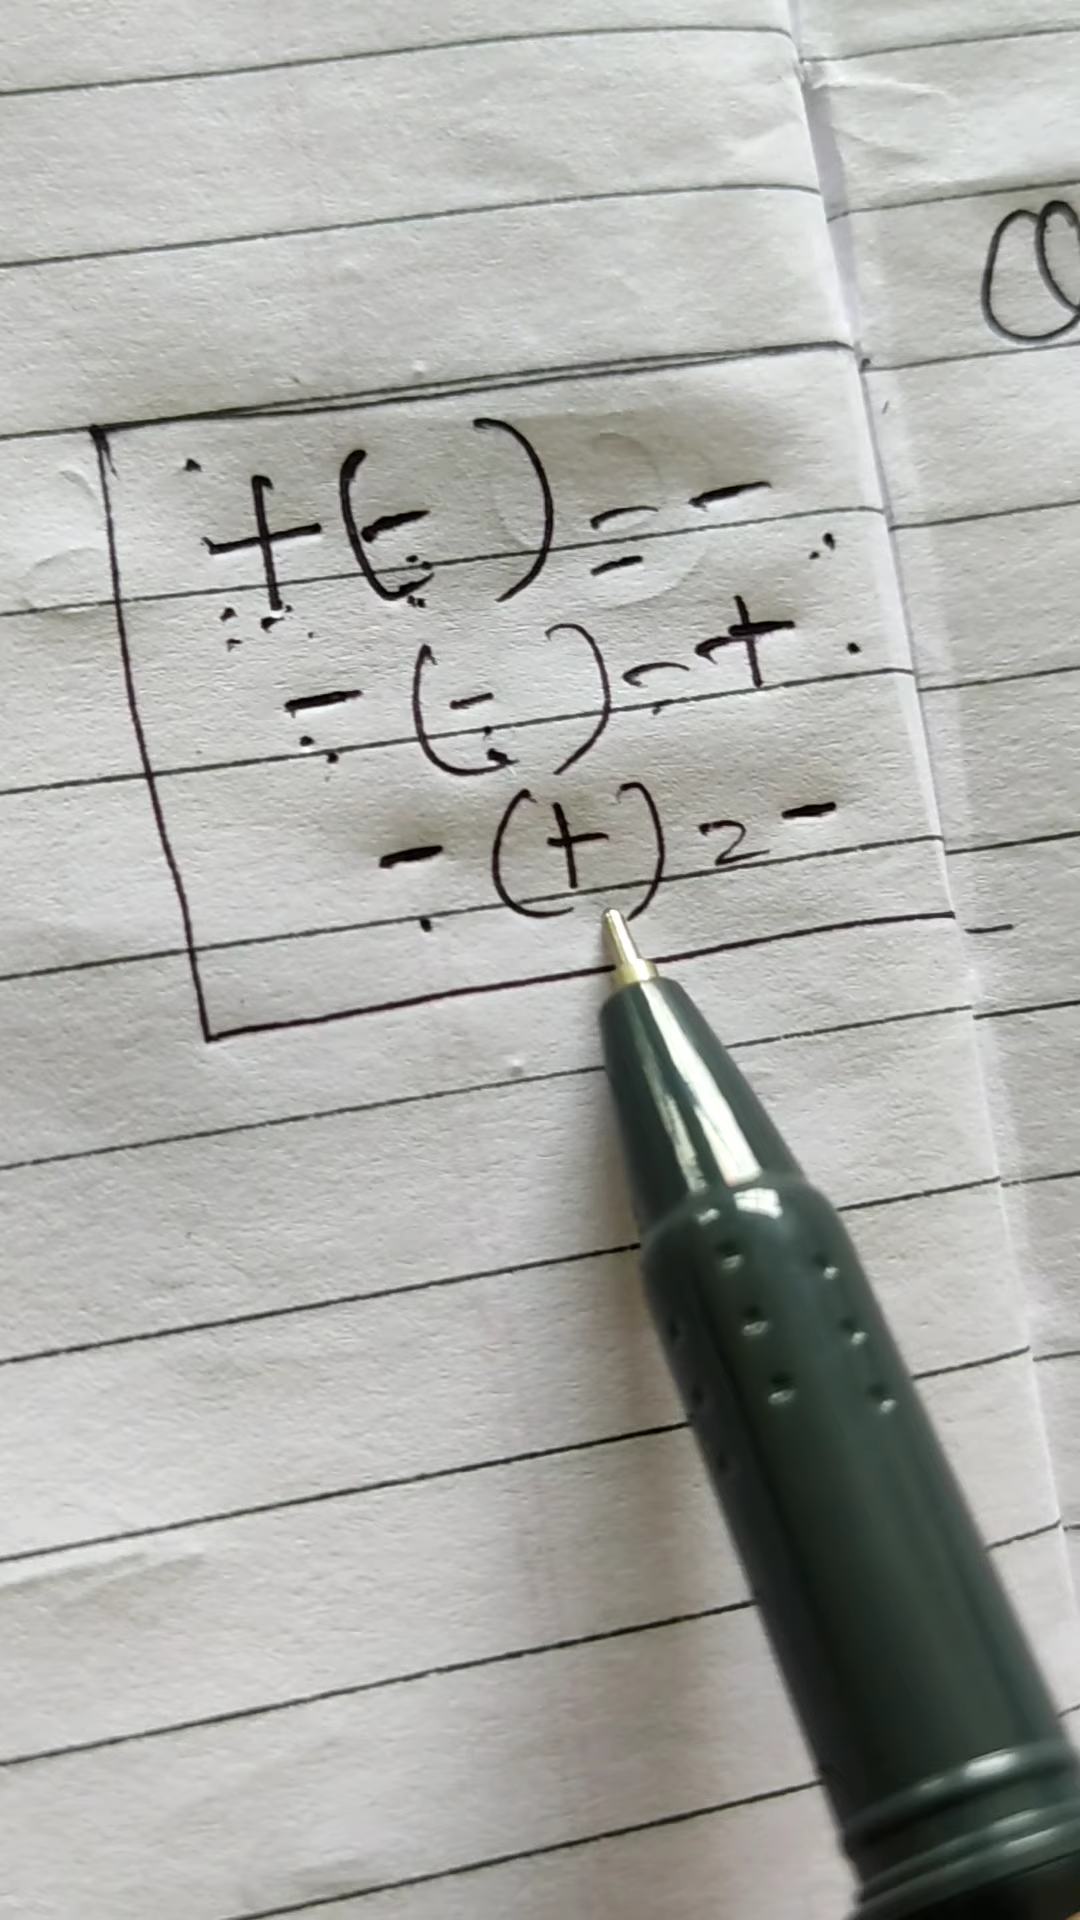 +(-) = -
-(-) = +
-(+) = -